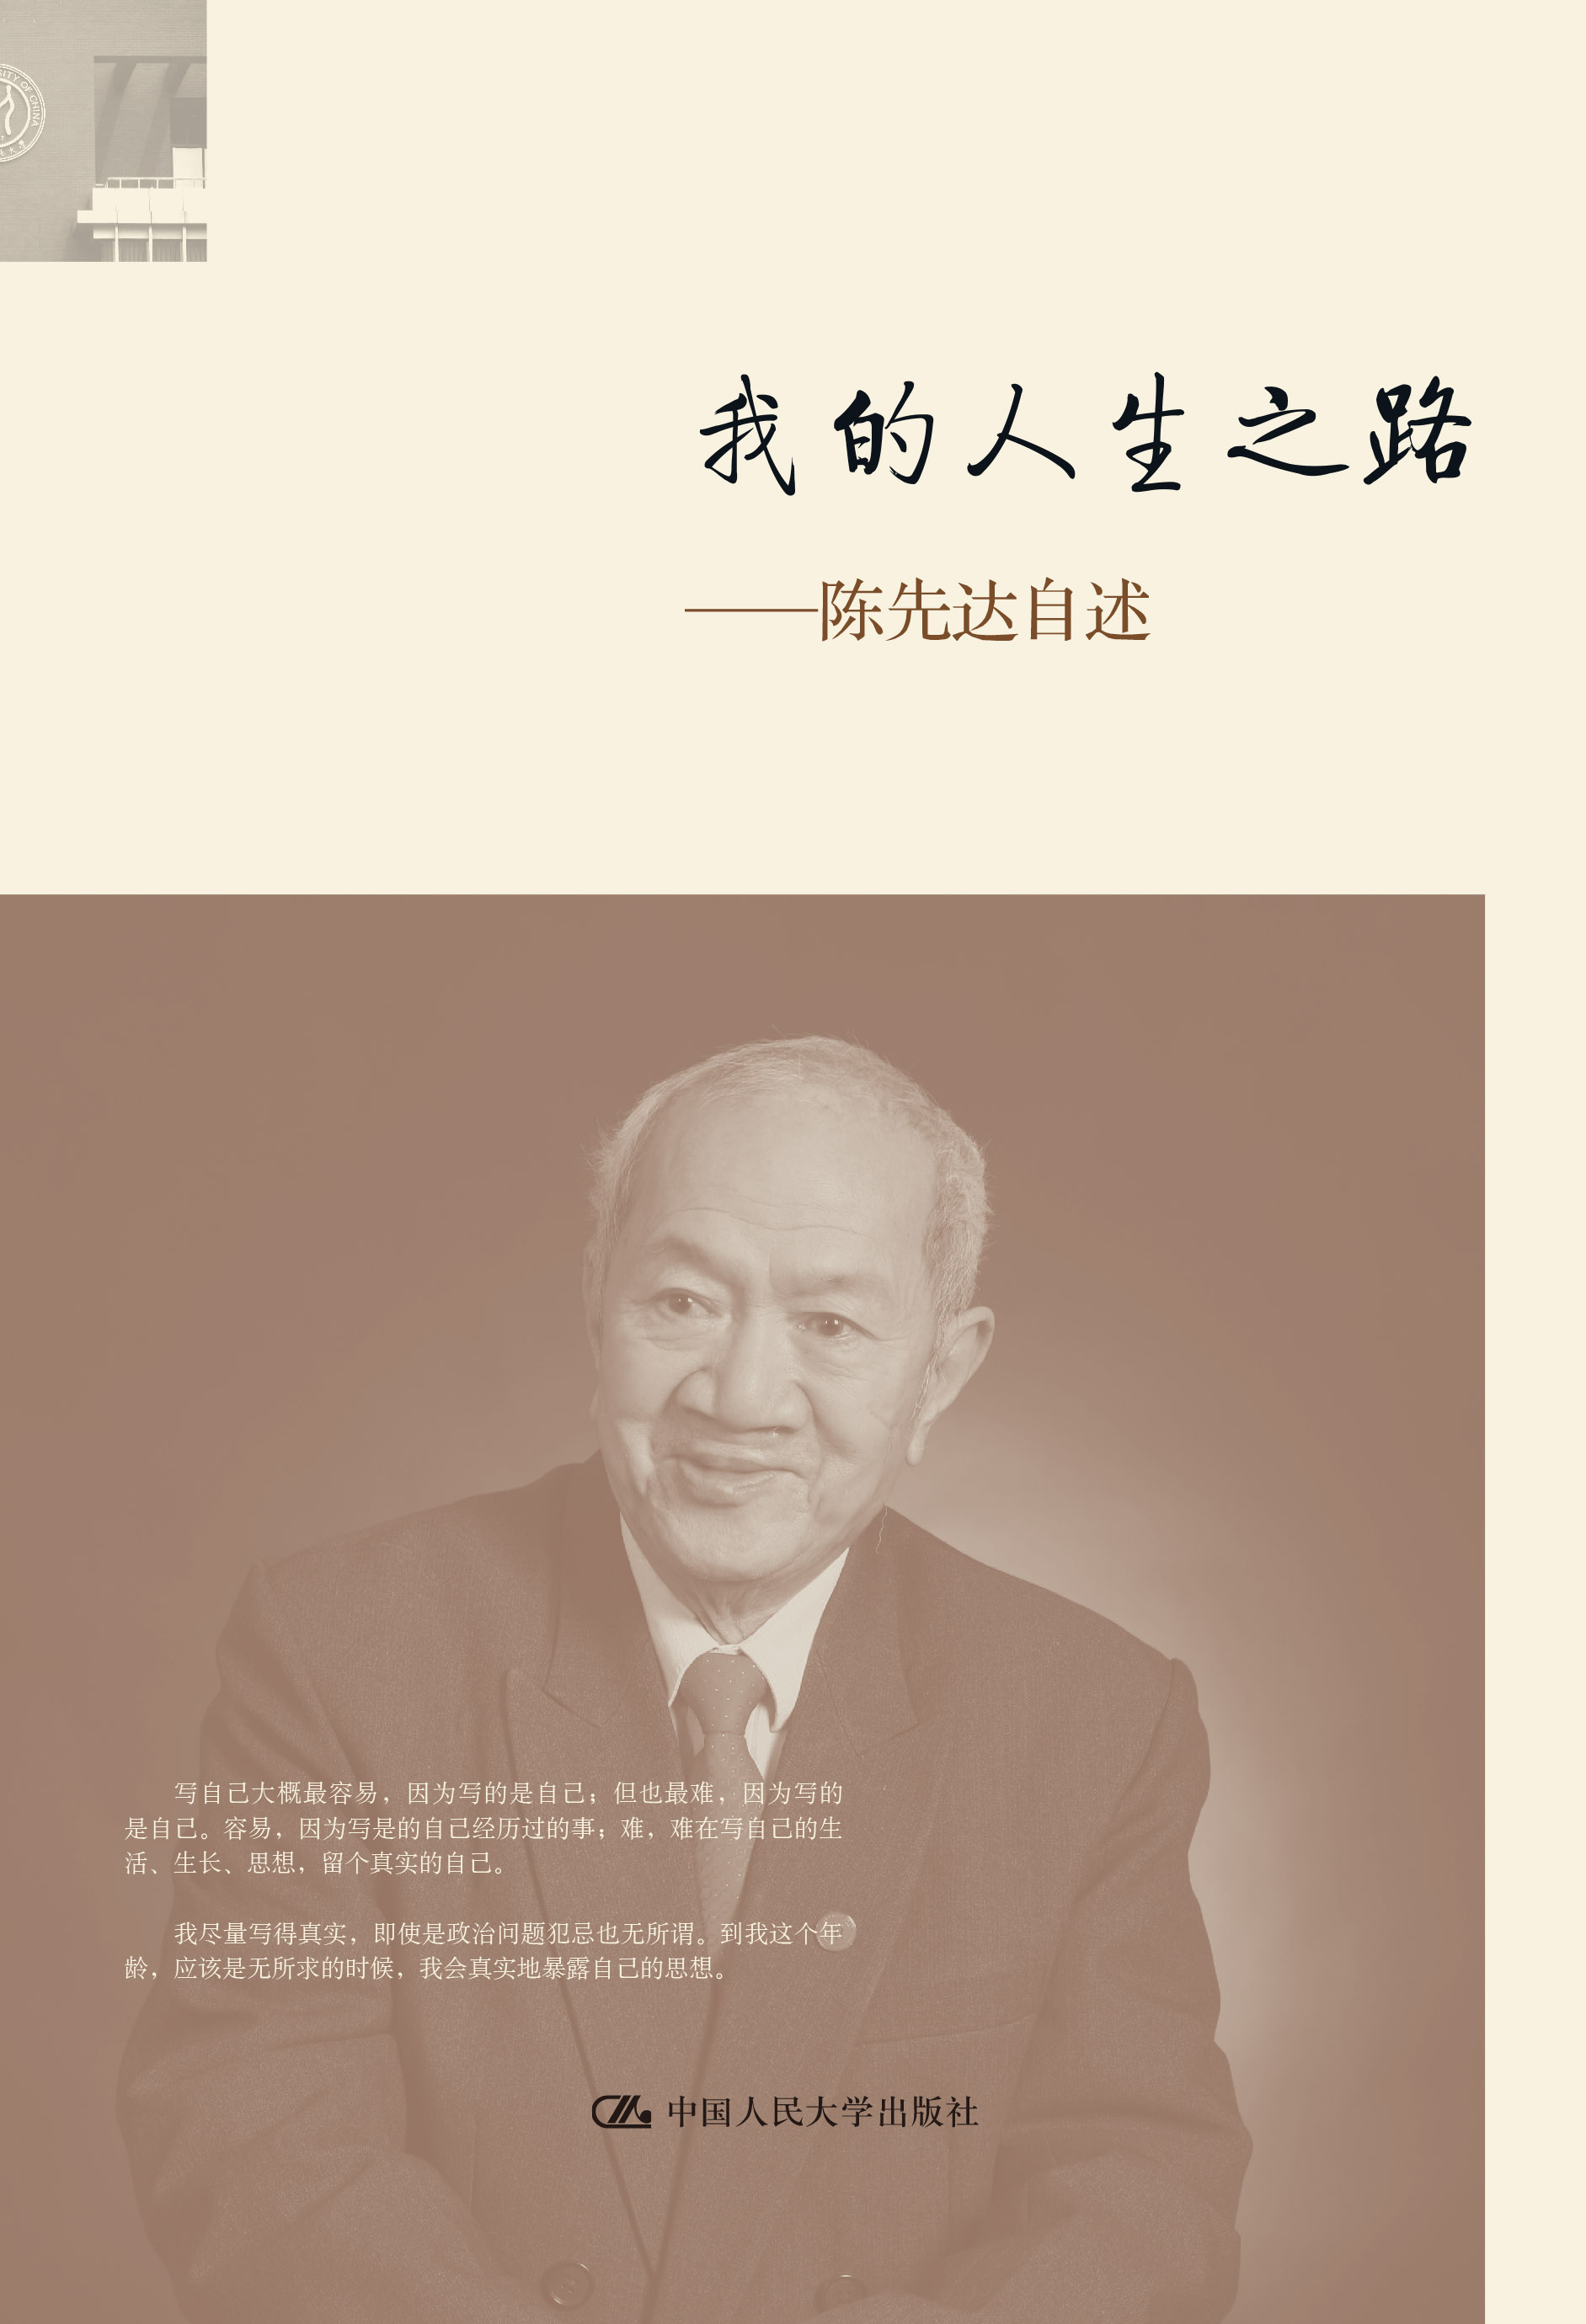 SITY OF CHINA
我的人生之路
——陈先达自述
写自己大概最容易，因为写的是自己；但也最难，因为写的
是自己。容易，因为写是的自己经历过的事；难，难在写自己的生
活、生长、思想，留个真实的自己。
我尽量写得真实，即使是政治问题犯忌也无所谓。到我这个年
龄，应该是无所求的时候，我会真实地暴露自己的思想。
中国人民大学出版社